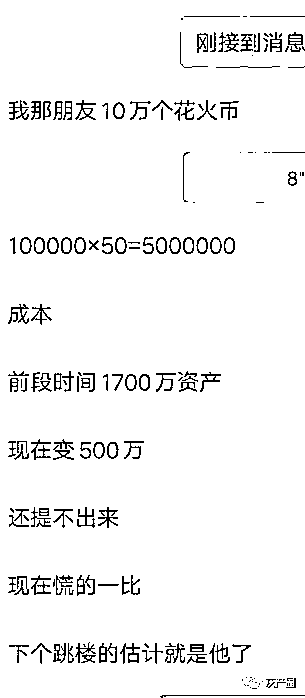 刚接到消息
我那朋友10万个花火币
8"
100000×50=5000000
成本
前段时间1700万资产
现在变500万
还提不出来
现在慌的一比
下个跳楼的估计就是他了
灰产圈